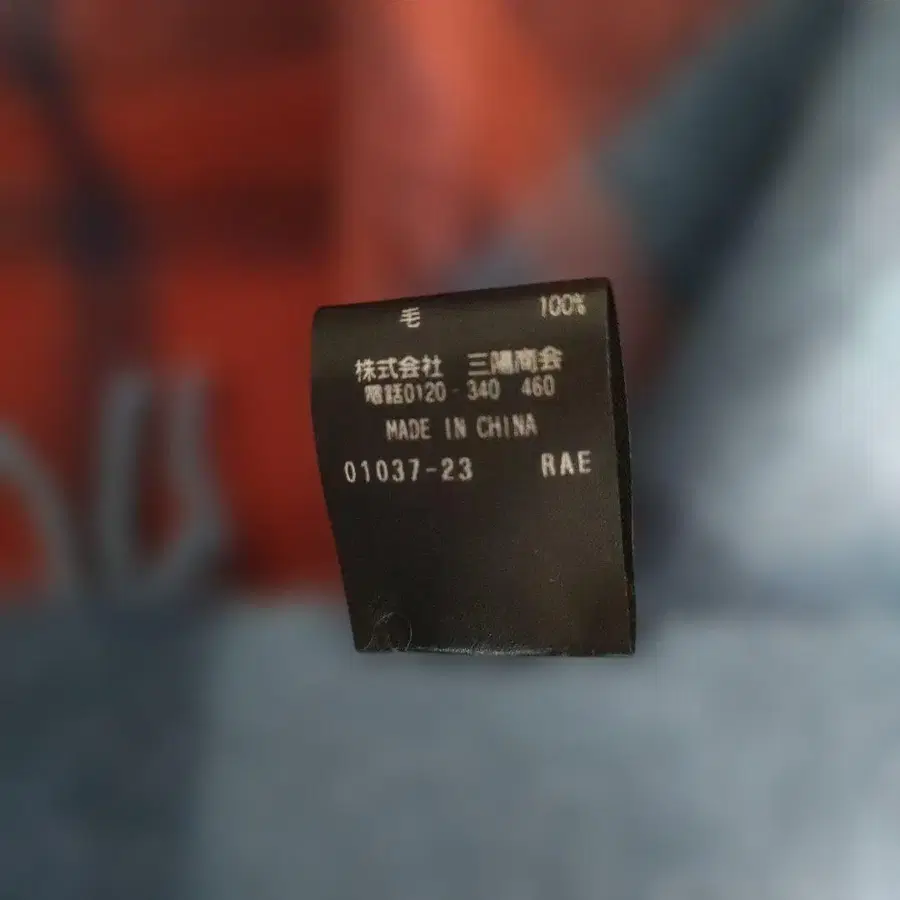 毛 100%
株式会社 三陽商会
電話0120-340 460
MADE IN CHINA
01037-23 RAE